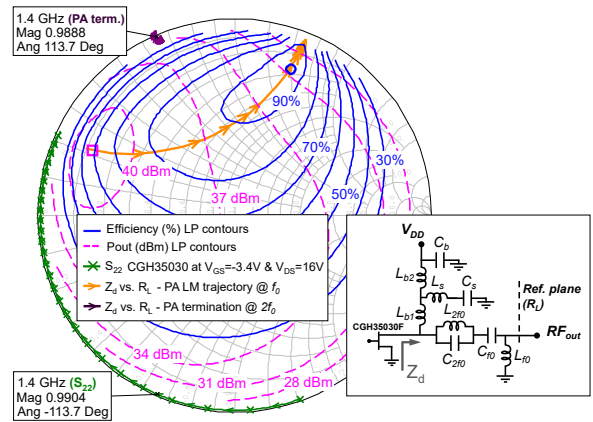 1.4 GHz (PA term.)
Mag 0.9888
Ang 113.7 Deg
90%
70%
30%
50%
40 dBm
37 dBm
Efficiency (%) LP contours
Pout (dBm) LP contours
S22 CGH35030 at VGS=-3.4V & VDS=16V
Zd vs. RL - PA LM trajectory @ f0
Zd vs. RL - PA termination @ 2f0
34 dBm
31 dBm
28 dBm
1.4 GHz (S22)
Mag 0.9904
Ang -113.7 Deg
VDD
Cb
Lb2
Ls
Cs
Ref. plane
(RL)
Lb1
L2f0
CGH35030F
RFout
C2f0
Cf0
Lf0
Zd